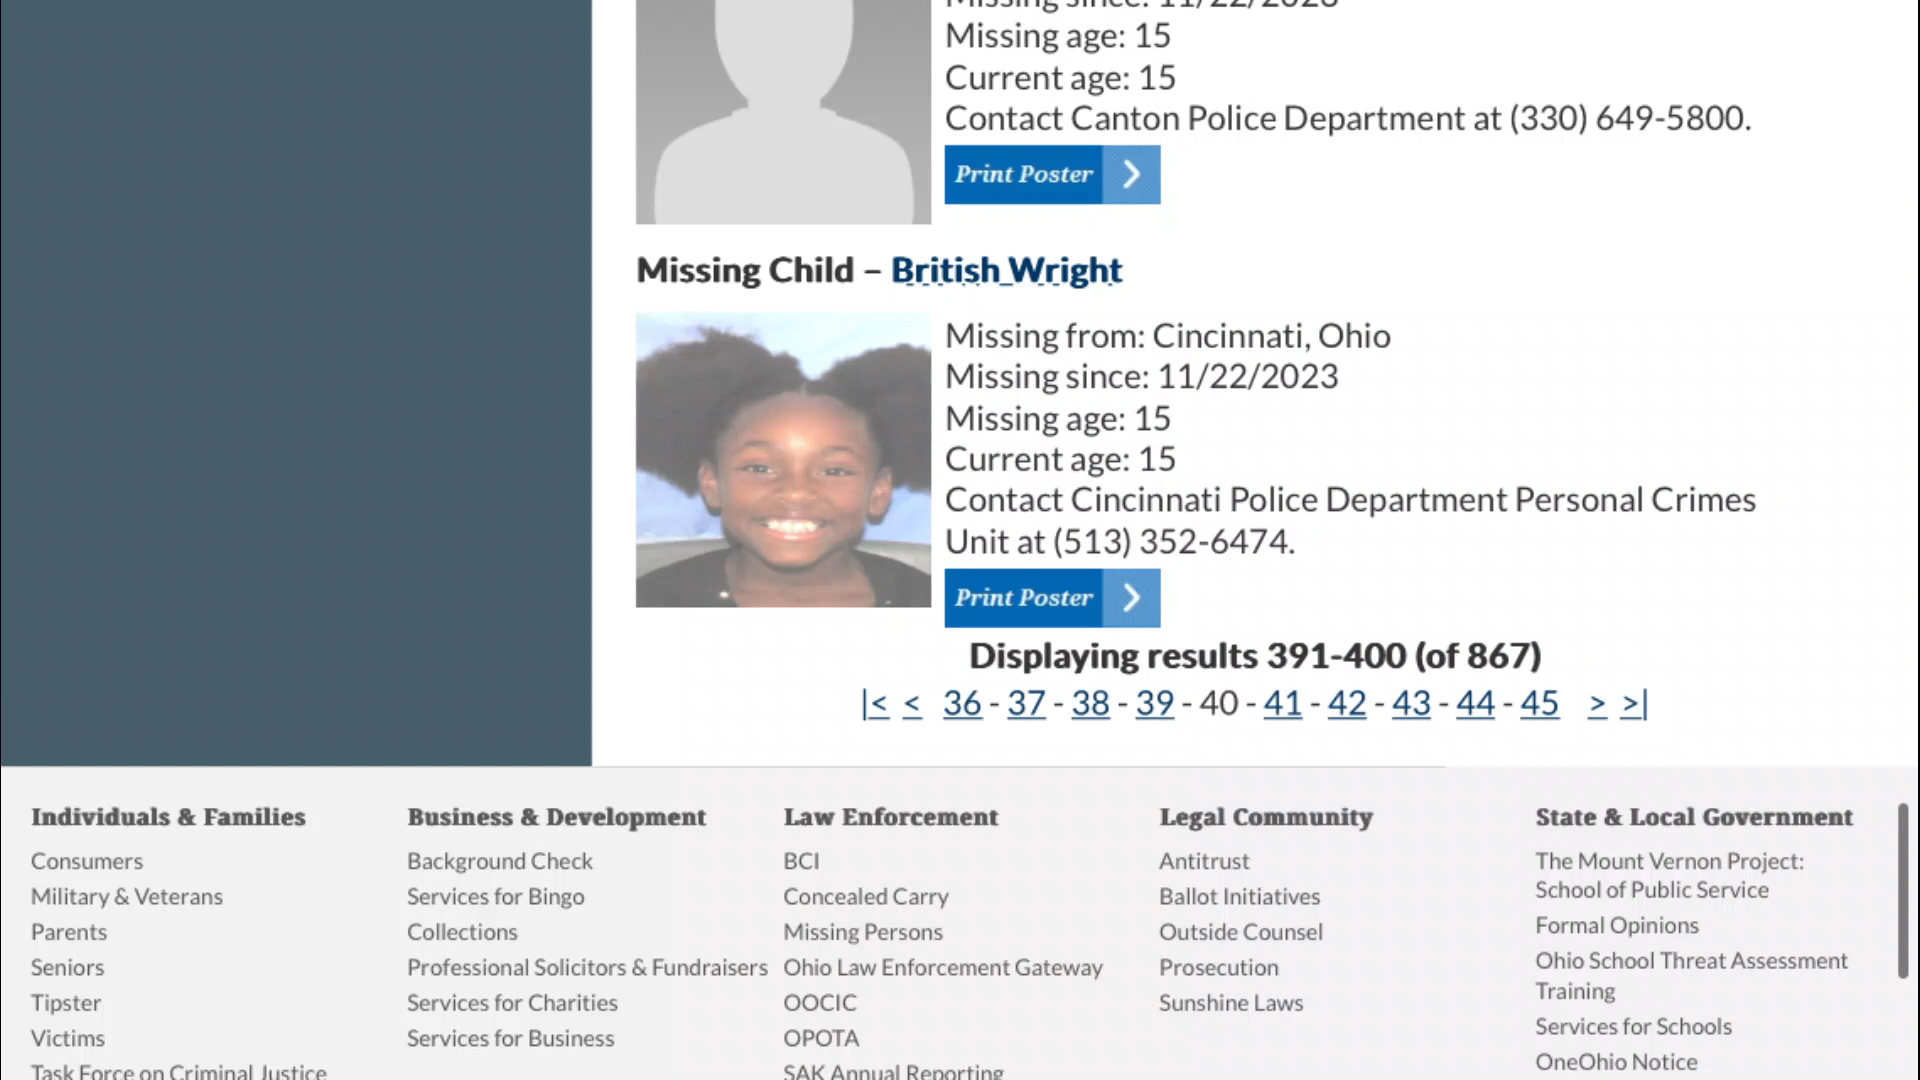 Missing since: 11/22/2023
Missing age: 15
Current age: 15
Contact Canton Police Department at (330) 649-5800.
Print Poster
Missing Child – British Wright
Missing from: Cincinnati, Ohio
Missing since: 11/22/2023
Missing age: 15
Current age: 15
Contact Cincinnati Police Department Personal Crimes
Unit at (513) 352-6474.
Print Poster
Displaying results 391-400 (of 867)
|< < 36 - 37 - 38 - 39 - 40 - 41 - 42 - 43 - 44 - 45 > >|
Individuals & Families
Consumers
Military & Veterans
Parents
Seniors
Tipster
Victims
Task Force on Criminal Justice
Business & Development
Background Check
Services for Bingo
Collections
Professional Solicitors & Fundraisers
Services for Charities
Services for Business
Law Enforcement
BCI
Concealed Carry
Missing Persons
Ohio Law Enforcement Gateway
OOCIC
OPOTA
SAK Annual Reporting
Legal Community
Antitrust
Ballot Initiatives
Outside Counsel
Prosecution
Sunshine Laws
State & Local Government
The Mount Vernon Project:
School of Public Service
Formal Opinions
Ohio School Threat Assessment
Training
Services for Schools
OneOhio Notice